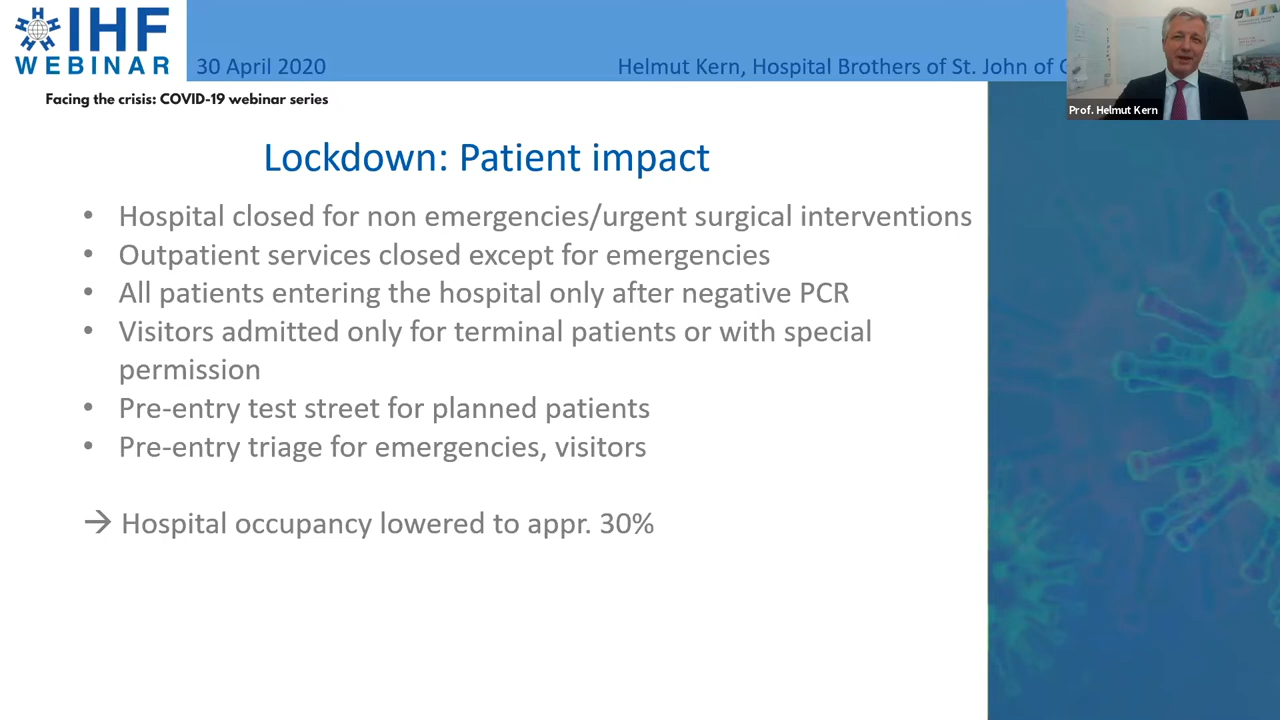 IHF
WEBINAR
30 April 2020
Helmut Kern, Hospital Brothers of St. John of
Prof. Helmut Kern
Facing the crisis: COVID-19 webinar series
Lockdown: Patient impact
• Hospital closed for non emergencies/urgent surgical interventions
• Outpatient services closed except for emergencies
• All patients entering the hospital only after negative PCR
• Visitors admitted only for terminal patients or with special
permission
• Pre-entry test street for planned patients
• Pre-entry triage for emergencies, visitors
→ Hospital occupancy lowered to appr. 30%